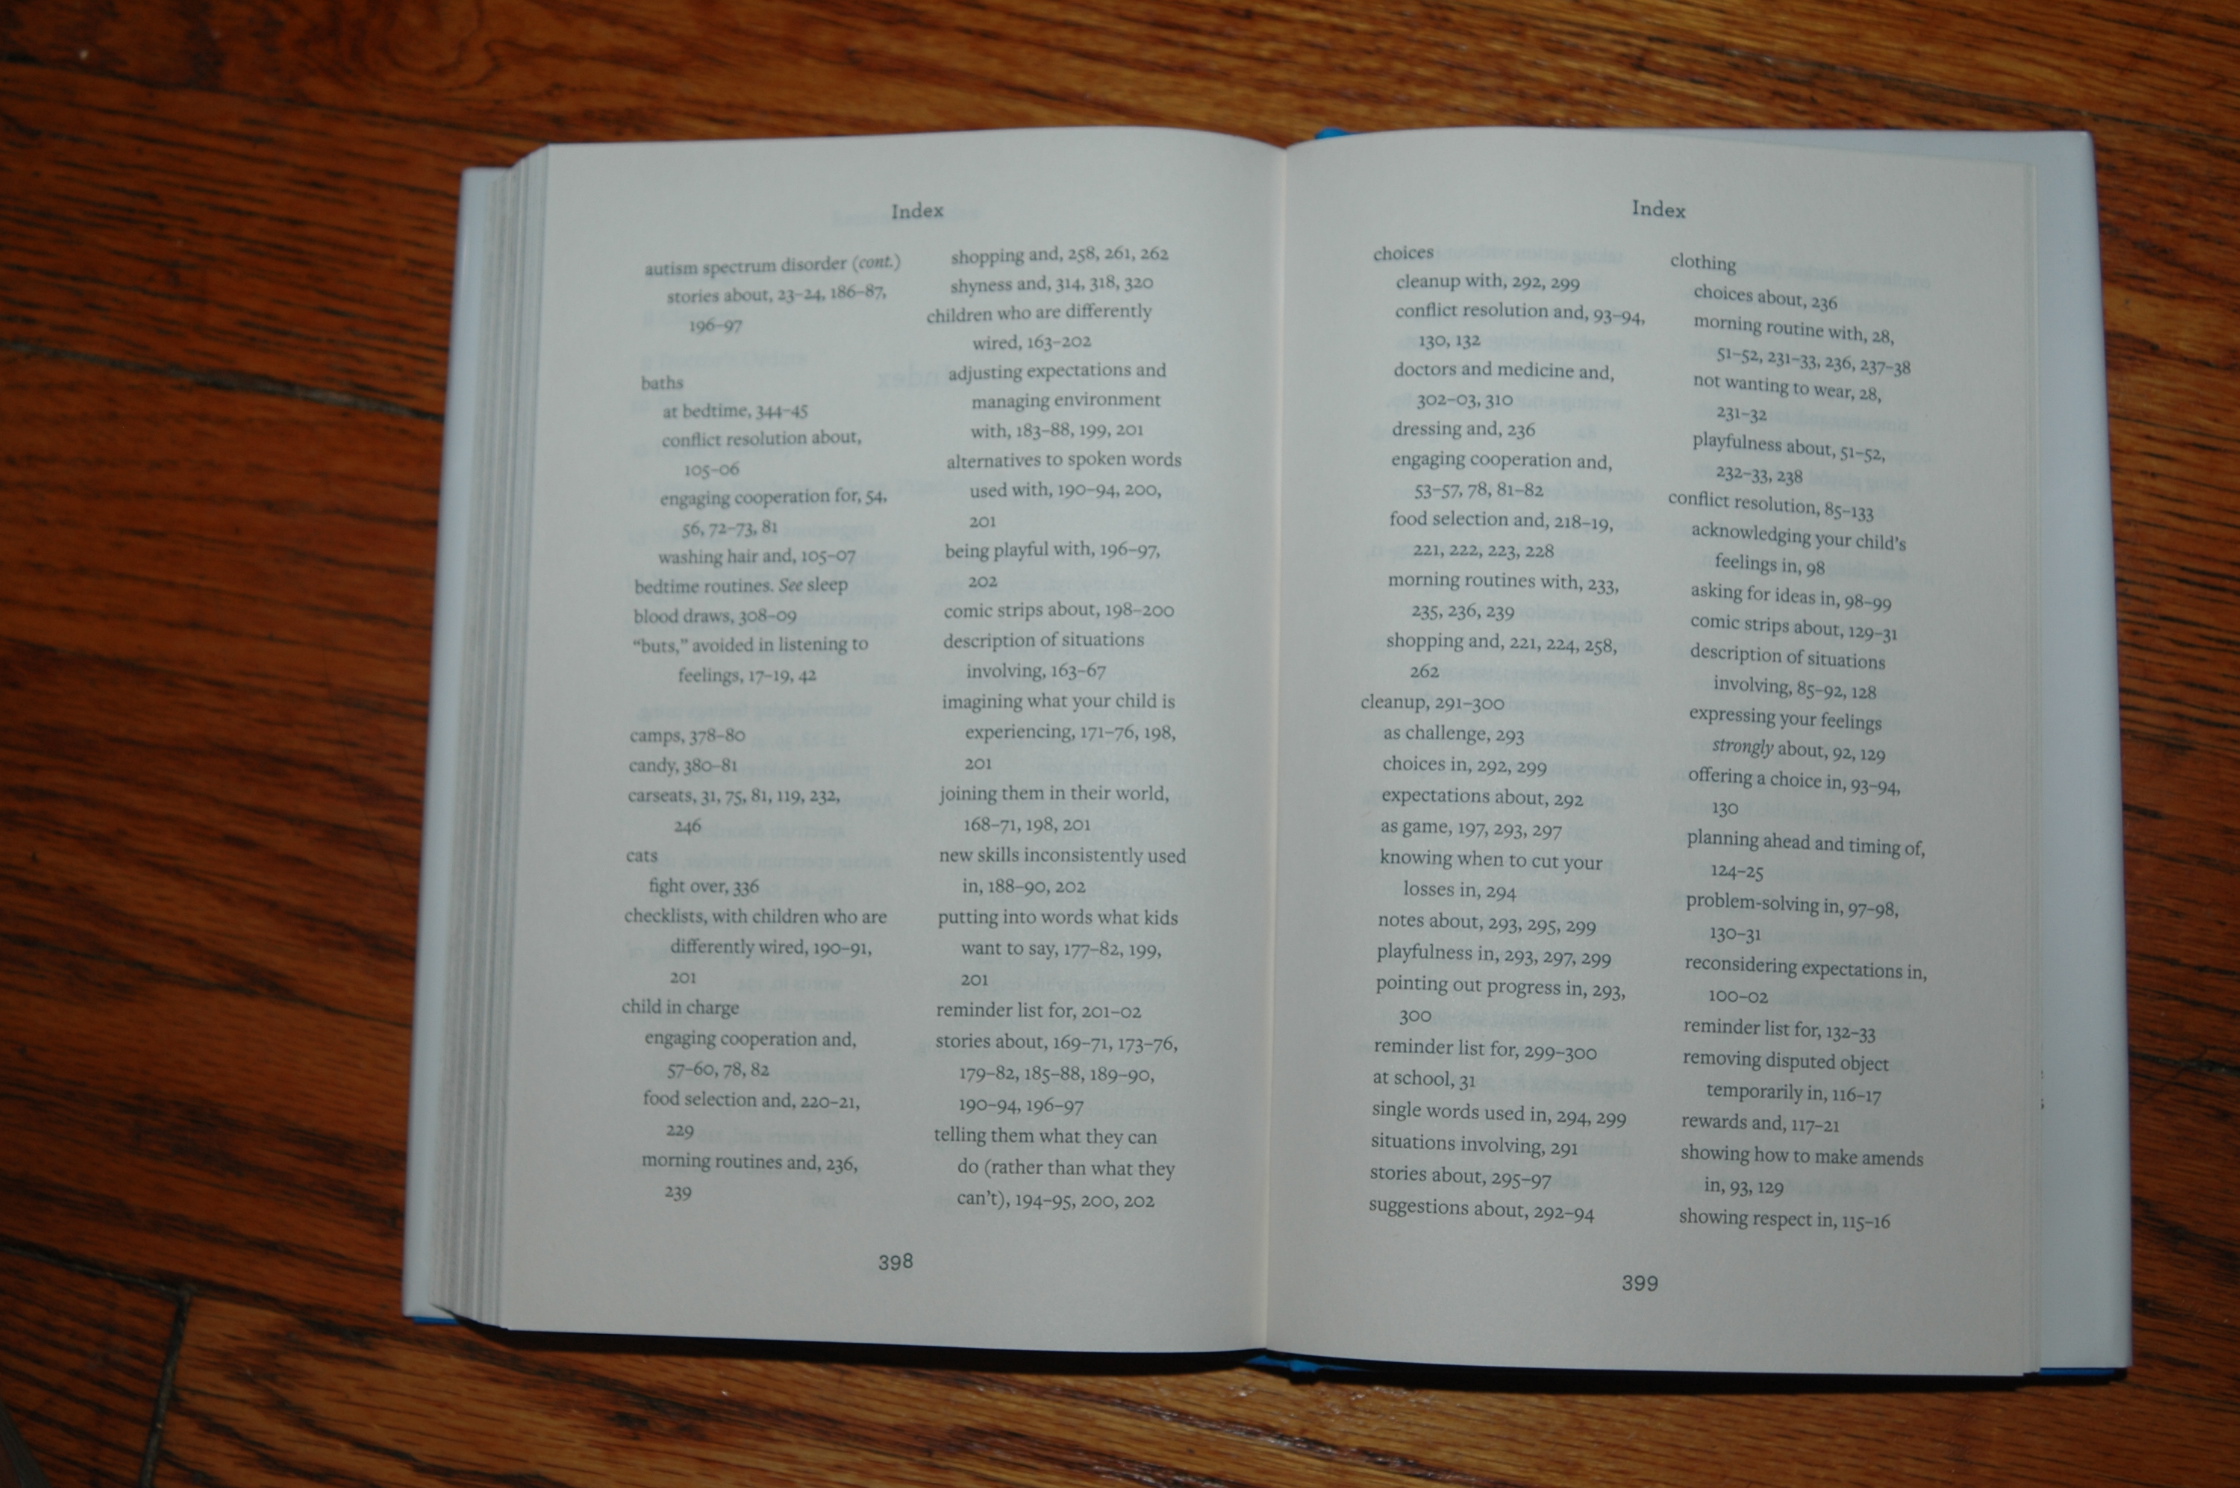 Index
autism spectrum disorder (cont.)
stories about, 23–24, 186–87,
196–97
baths
at bedtime, 344–45
conflict resolution about,
105–06
engaging cooperation for, 54,
56, 72–73, 81
washing hair and, 105–07
bedtime routines. See sleep
blood draws, 308–09
“buts,” avoided in listening to
feelings, 17–19, 42
camps, 378–80
candy, 380–81
carseats, 31, 75, 81, 119, 232,
246
cats
fight over, 336
checklists, with children who are
differently wired, 190–91,
201
child in charge
engaging cooperation and,
57–60, 78, 82
food selection and, 220–21,
229
morning routines and, 236,
239
shopping and, 258, 261, 262
shyness and, 314, 318, 320
children who are differently
wired, 163–202
adjusting expectations and
managing environment
with, 183–88, 199, 201
alternatives to spoken words
used with, 190–94, 200,
201
being playful with, 196–97,
202
comic strips about, 198–200
description of situations
involving, 163–67
imagining what your child is
experiencing, 171–76, 198,
201
joining them in their world,
168–71, 198, 201
new skills inconsistently used
in, 188–90, 202
putting into words what kids
want to say, 177–82, 199,
201
reminder list for, 201–02
stories about, 169–71, 173–76,
179–82, 185–88, 189–90,
190–94, 196–97
telling them what they can
do (rather than what they
can’t), 194–95, 200, 202
398
Index
choices
cleanup with, 292, 299
conflict resolution and, 93–94,
130, 132
doctors and medicine and,
302–03, 310
dressing and, 236
engaging cooperation and,
53–57, 78, 81–82
food selection and, 218–19,
221, 222, 223, 228
morning routines with, 233,
235, 236, 239
shopping and, 221, 224, 258,
262
cleanup, 291–300
as challenge, 293
choices in, 292, 299
expectations about, 292
as game, 197, 293, 297
knowing when to cut your
losses in, 294
notes about, 293, 295, 299
playfulness in, 293, 297, 299
pointing out progress in, 293,
300
reminder list for, 299–300
at school, 31
single words used in, 294, 299
situations involving, 291
stories about, 295–97
suggestions about, 292–94
clothing
choices about, 236
morning routine with, 28,
51–52, 231–33, 236, 237–38
not wanting to wear, 28,
231–32
playfulness about, 51–52,
232–33, 238
conflict resolution, 85–133
acknowledging your child’s
feelings in, 98
asking for ideas in, 98–99
comic strips about, 129–31
description of situations
involving, 85–92, 128
expressing your feelings
strongly about, 92, 129
offering a choice in, 93–94,
130
planning ahead and timing of,
124–25
problem-solving in, 97–98,
130–31
reconsidering expectations in,
100–02
reminder list for, 132–33
removing disputed object
temporarily in, 116–17
rewards and, 117–21
showing how to make amends
in, 93, 129
showing respect in, 115–16
399